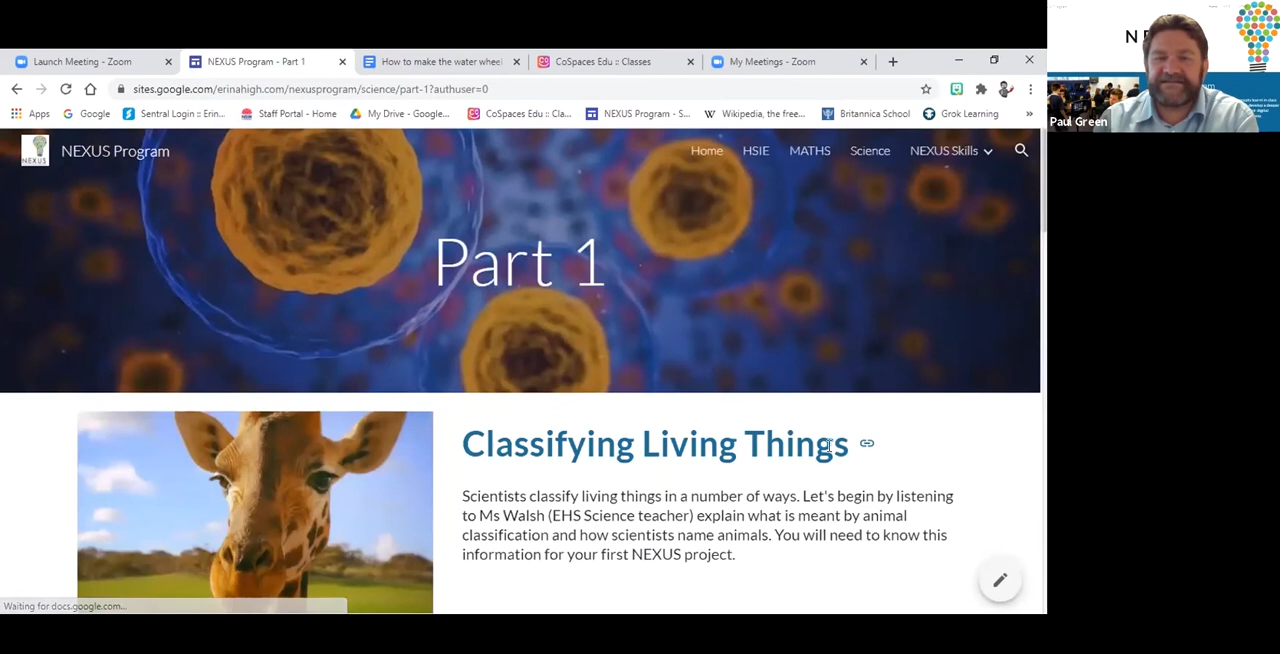 Launch Meeting - Zoom
NEXUS Program - Part 1
How to make the water whee
CoSpaces Edu :: Classes
My Meetings - Zoom
sites.google.com/erinahigh.com/nexusprogram/science/part-1?authuser=0
Apps
Google
Sentral Login :: Erin...
Staff Portal - Home
My Drive - Google...
CoSpaces Edu :: Cla...
NEXUS Program - S...
Wikipedia, the free...
Britannica School
Grok Learning
»
NEXUS
NEXUS Program
Home
HSIE
MATHS
Science
NEXUS Skills
Part 1
Classifying Living Things
Scientists classify living things in a number of ways. Let's begin by listening
to Ms Walsh (EHS Science teacher) explain what is meant by animal
classification and how scientists name animals. You will need to know this
information for your first NEXUS project.
Waiting for docs.google.com...
N E
Paul Green